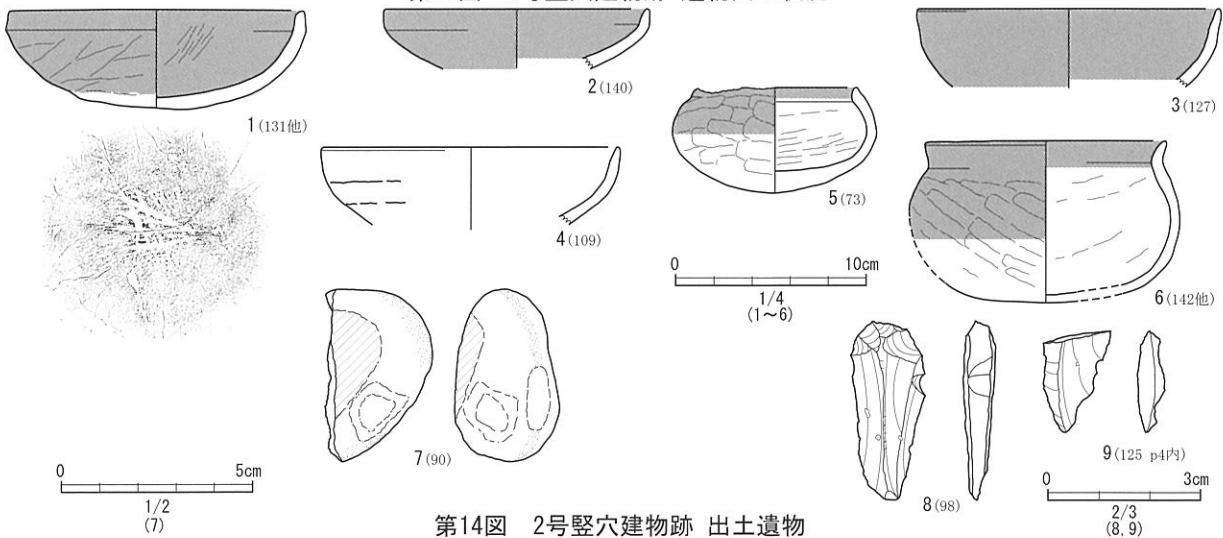 1(131他)
2(140)
3(127)
4(109)
5(73)
0 10cm
1/4
(1～6)
6(142他)
7(90)
8(98)
9(125 p4内)
0 5cm
1/2
(7)
0 3cm
2/3
(8,9)
第14図 2号竪穴建物跡 出土遺物